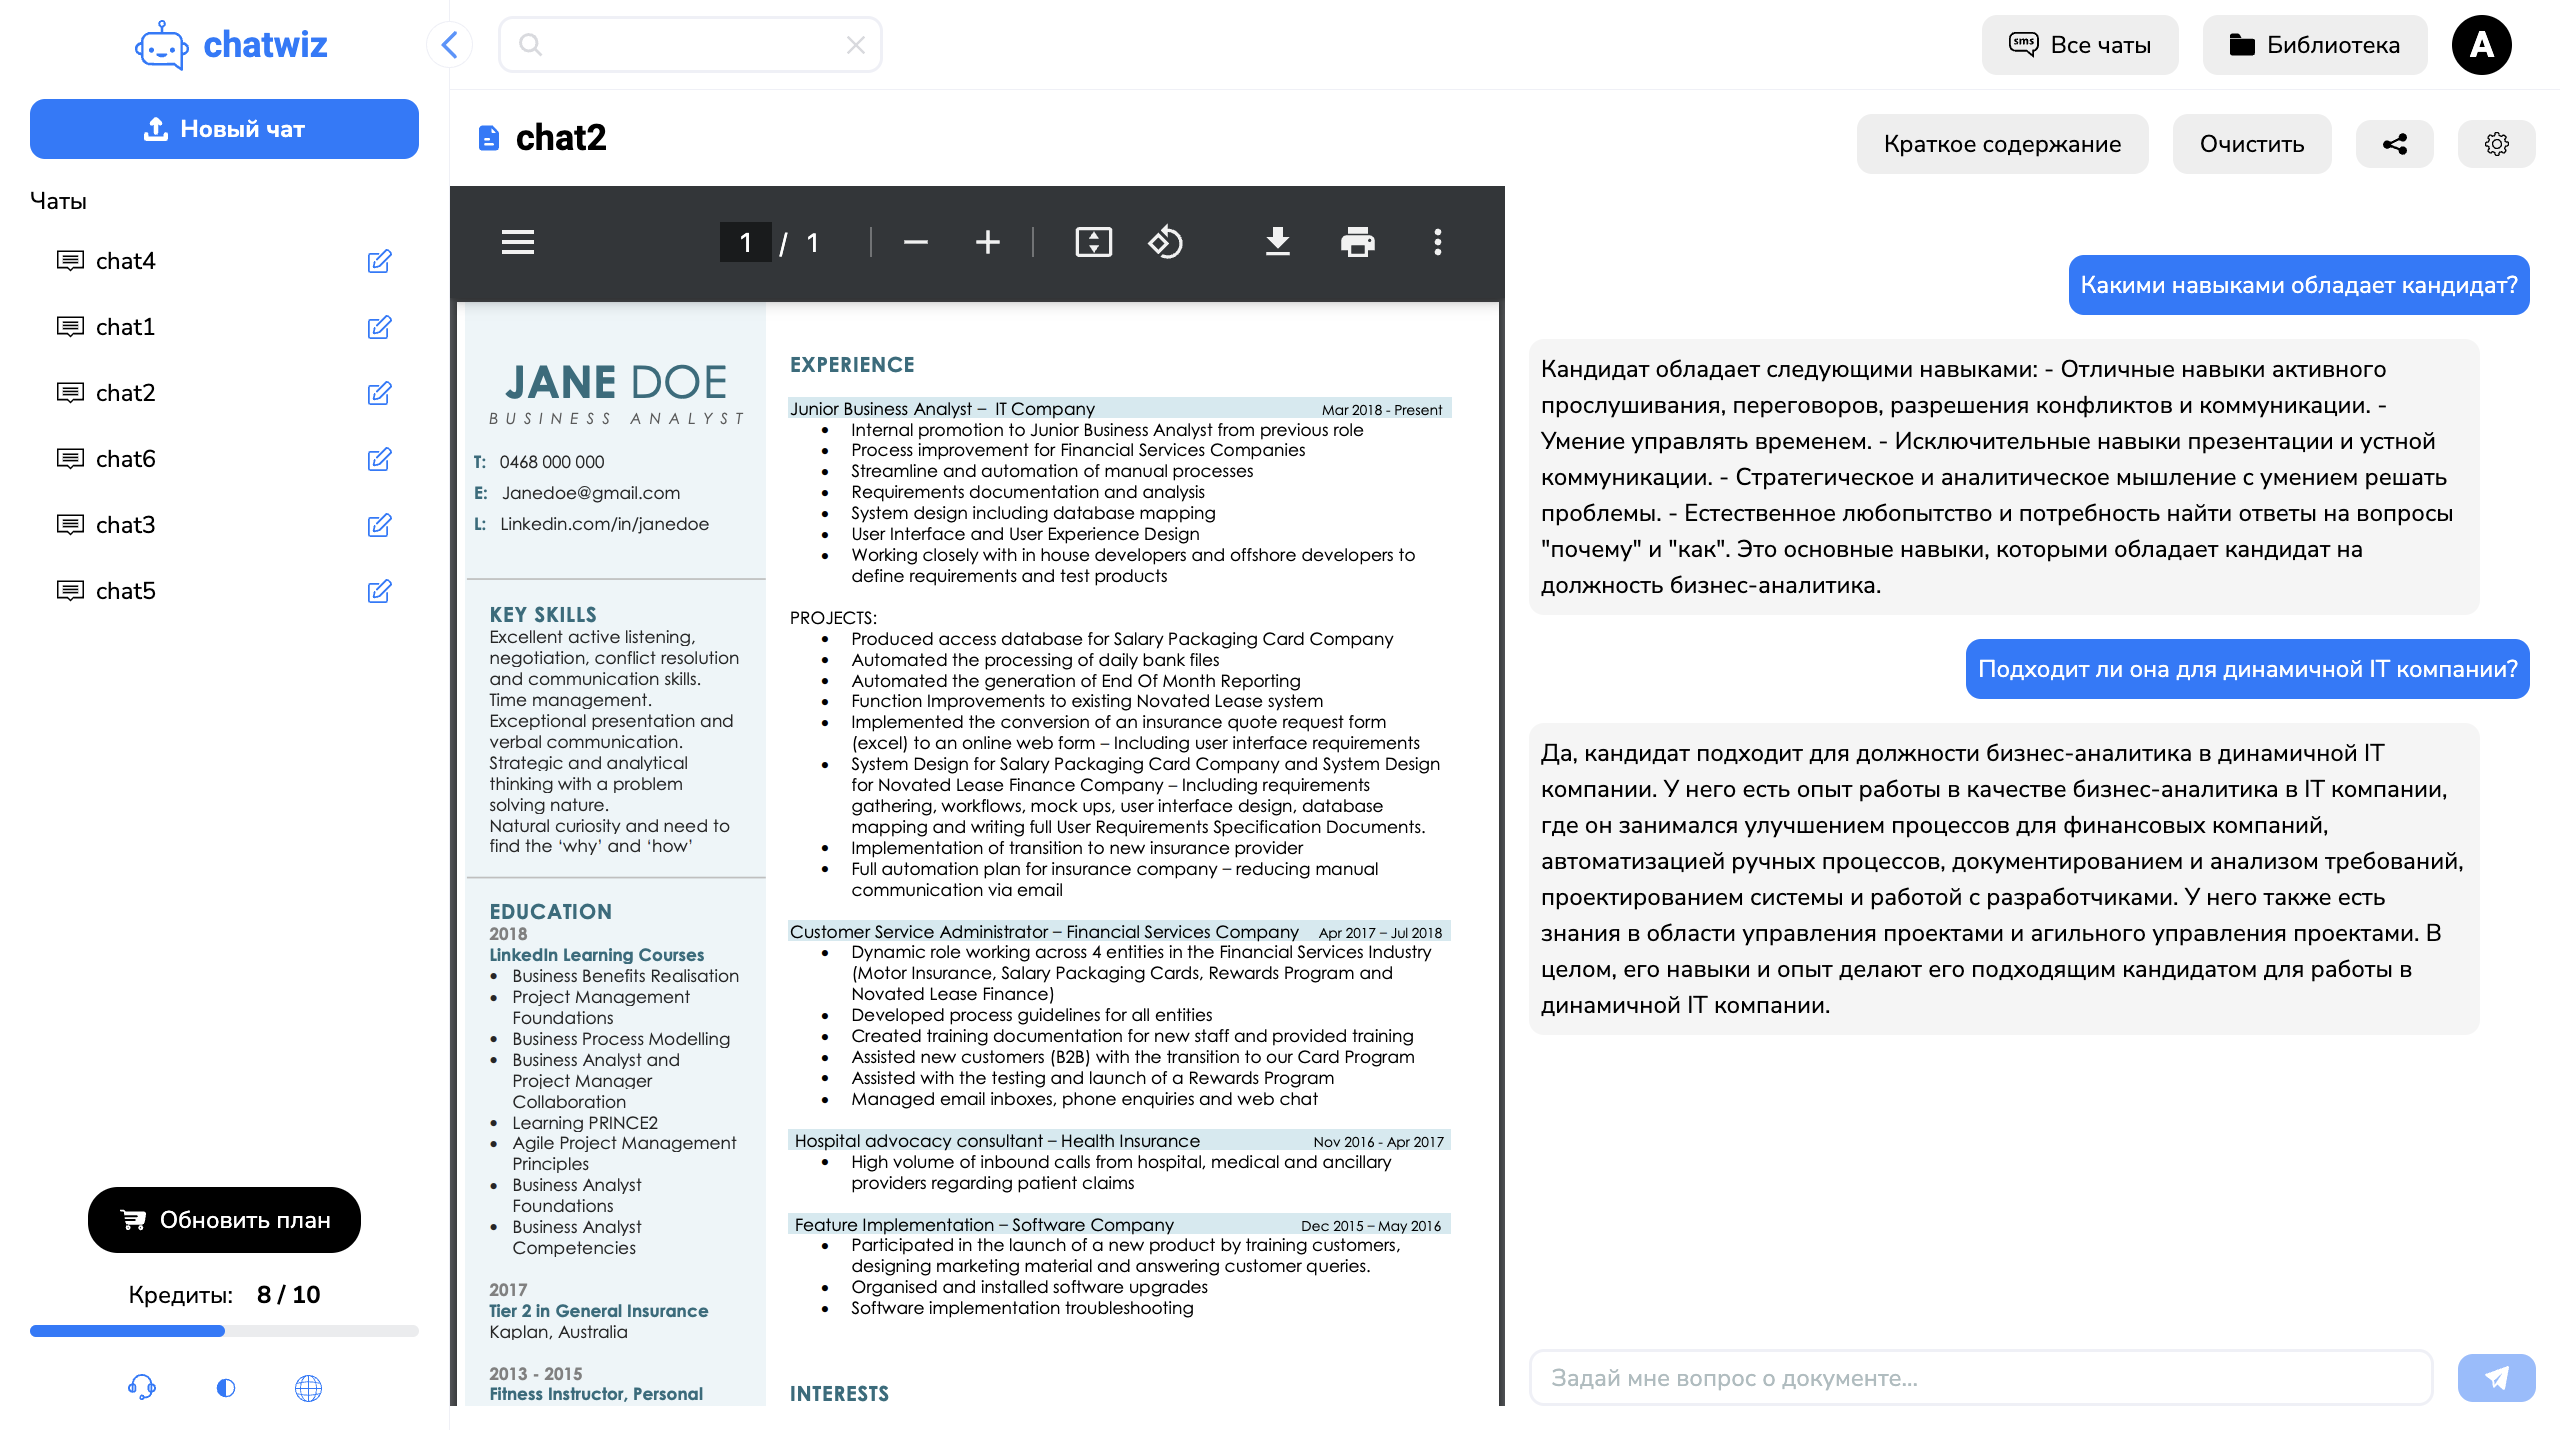 chatwiz
Новый чат
Чаты
chat4
chat1
chat2
chat6
chat3
chat5
Обновить план
Кредиты: 8 / 10
sms Все чаты
Библиотека
A
chat2
Краткое содержание
Очистить
1 / 1
JANE DOE
BUSINESS ANALYST
T: 0468 000 000
E: Janedoe@gmail.com
L: Linkedin.com/in/janedoe
KEY SKILLS
Excellent active listening,
negotiation, conflict resolution
and communication skills.
Time management.
Exceptional presentation and
verbal communication.
Strategic and analytical
thinking with a problem
solving nature.
Natural curiosity and need to
find the ‘why’ and ‘how’
EDUCATION
2018
LinkedIn Learning Courses
• Business Benefits Realisation
• Project Management
Foundations
• Business Process Modelling
• Business Analyst and
Project Manager
Collaboration
• Learning PRINCE2
• Agile Project Management
Principles
• Business Analyst
Foundations
• Business Analyst
Competencies
2017
Tier 2 in General Insurance
Kaplan, Australia
2013 - 2015
Fitness Instructor, Personal
EXPERIENCE
Junior Business Analyst – IT Company Mar 2018 - Present
• Internal promotion to Junior Business Analyst from previous role
• Process improvement for Financial Services Companies
• Streamline and automation of manual processes
• Requirements documentation and analysis
• System design including database mapping
• User Interface and User Experience Design
• Working closely with in house developers and offshore developers to
define requirements and test products
PROJECTS:
• Produced access database for Salary Packaging Card Company
• Automated the processing of daily bank files
• Automated the generation of End Of Month Reporting
• Function Improvements to existing Novated Lease system
• Implemented the conversion of an insurance quote request form
(excel) to an online web form – Including user interface requirements
• System Design for Salary Packaging Card Company and System Design
for Novated Lease Finance Company – Including requirements
gathering, workflows, mock ups, user interface design, database
mapping and writing full User Requirements Specification Documents.
• Implementation of transition to new insurance provider
• Full automation plan for insurance company – reducing manual
communication via email
Customer Service Administrator – Financial Services Company Apr 2017 – Jul 2018
• Dynamic role working across 4 entities in the Financial Services Industry
(Motor Insurance, Salary Packaging Cards, Rewards Program and
Novated Lease Finance)
• Developed process guidelines for all entities
• Created training documentation for new staff and provided training
• Assisted new customers (B2B) with the transition to our Card Program
• Assisted with the testing and launch of a Rewards Program
• Managed email inboxes, phone enquiries and web chat
Hospital advocacy consultant – Health Insurance Nov 2016 - Apr 2017
• High volume of inbound calls from hospital, medical and ancillary
providers regarding patient claims
Feature Implementation – Software Company Dec 2015 – May 2016
• Participated in the launch of a new product by training customers,
designing marketing material and answering customer queries.
• Organised and installed software upgrades
• Software implementation troubleshooting
INTERESTS
Какими навыками обладает кандидат?
Кандидат обладает следующими навыками: - Отличные навыки активного
прослушивания, переговоров, разрешения конфликтов и коммуникации. -
Умение управлять временем. - Исключительные навыки презентации и устной
коммуникации. - Стратегическое и аналитическое мышление с умением решать
проблемы. - Естественное любопытство и потребность найти ответы на вопросы
"почему" и "как". Это основные навыки, которыми обладает кандидат на
должность бизнес-аналитика.
Подходит ли она для динамичной IT компании?
Да, кандидат подходит для должности бизнес-аналитика в динамичной IT
компании. У него есть опыт работы в качестве бизнес-аналитика в IT компании,
где он занимался улучшением процессов для финансовых компаний,
автоматизацией ручных процессов, документированием и анализом требований,
проектированием системы и работой с разработчиками. У него также есть
знания в области управления проектами и агильного управления проектами. В
целом, его навыки и опыт делают его подходящим кандидатом для работы в
динамичной IT компании.
Задай мне вопрос о документе...